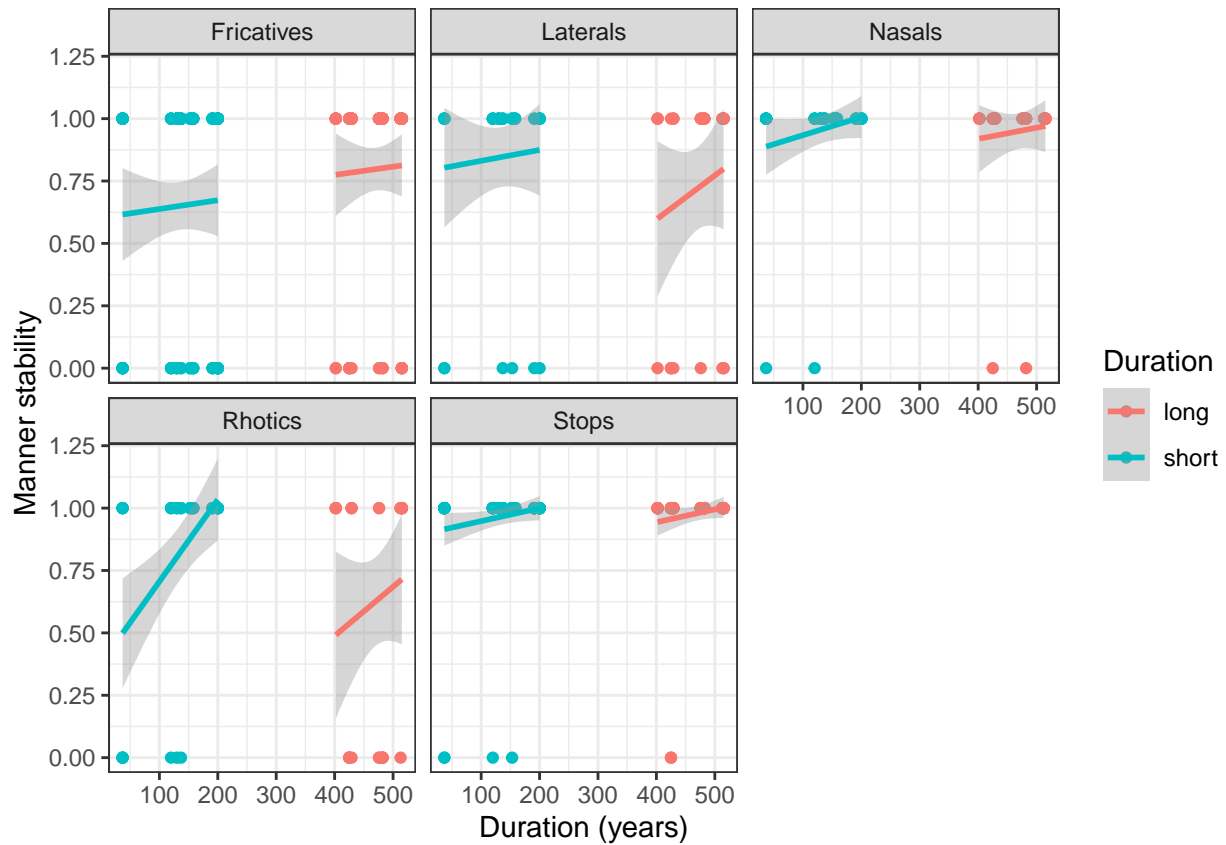 Fricatives Laterals Nasals
1.25
1.00
0.75
0.50
0.25
0.00
100 200 300 400 500
Rhotics Stops
1.25
1.00
0.75
0.50
0.25
0.00
100 200 300 400 500 100 200 300 400 500
Duration (years)
Manner stability
Duration
long
short